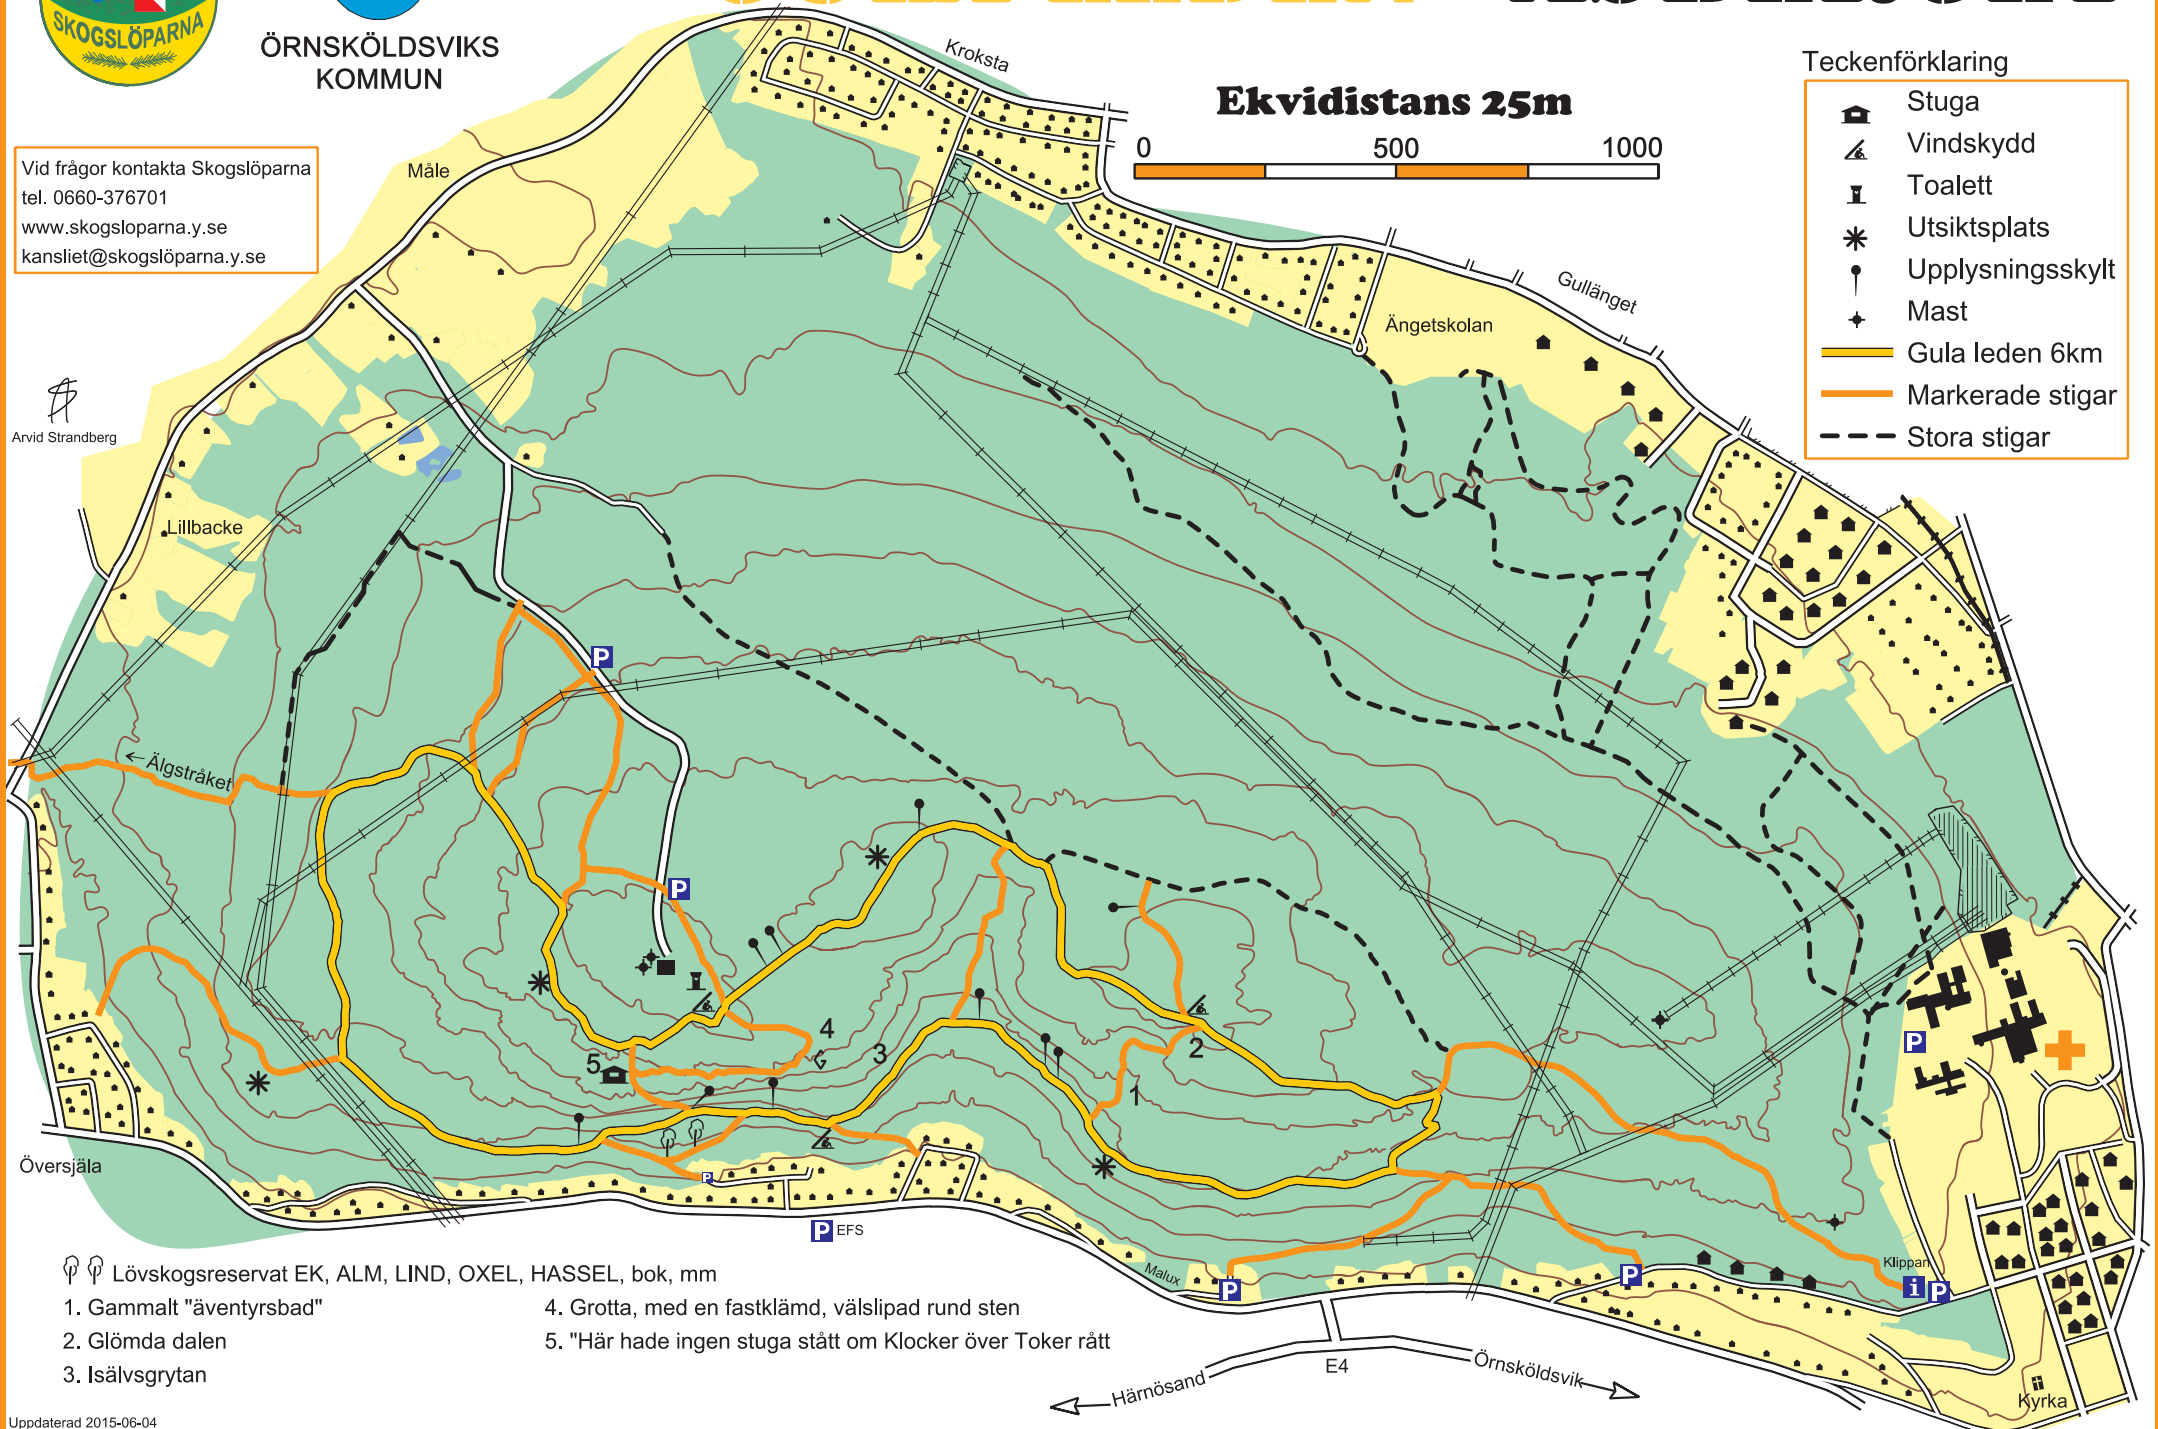 SKOGSLÖPARNA
ÖRNSKÖLDSVIKS
KOMMUN
Vid frågor kontakta Skogslöparna
tel. 0660-376701
www.skogsloparna.y.se
kansliet@skogslöparna.y.se
Arvid Strandberg
Ekvidistans 25m
0 500 1000
Teckenförklaring
Stuga
Vindskydd
Toalett
Utsiktsplats
Upplysningsskylt
Mast
Gula leden 6km
Markerade stigar
Stora stigar
Kroksta
Måle
Gullänget
Ängetskolan
Lillbacke
P
←Älgstråket
P
4
3
5
2
1
P
Översjäla
P
P EFS
Malux
P
P
Klippan
i P
Lövskogsreservat EK, ALM, LIND, OXEL, HASSEL, bok, mm
1. Gammalt "äventyrsbad"
2. Glömda dalen
3. Isälvsgrytan
4. Grotta, med en fastklämd, välslipad rund sten
5. "Här hade ingen stuga stått om Klocker över Toker rått
Härnösand
E4
Örnsköldsvik
Kyrka
Uppdaterad 2015-06-04